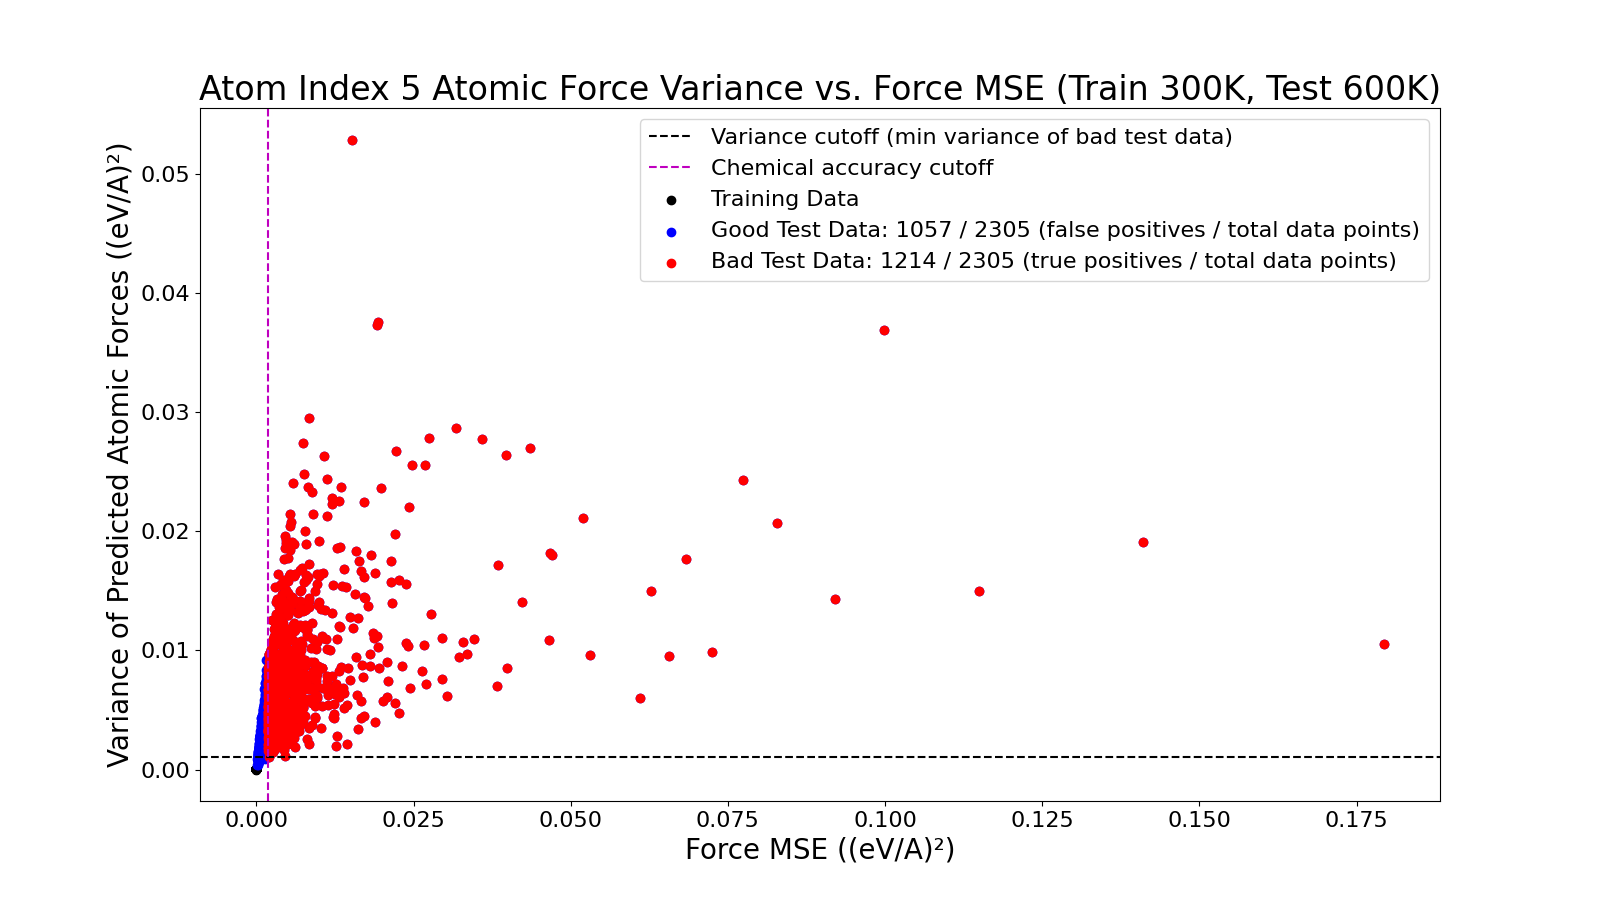 Atom Index 5 Atomic Force Variance vs. Force MSE (Train 300K, Test 600K)
Variance cutoff (min variance of bad test data)
Chemical accuracy cutoff
Training Data
Good Test Data: 1057 / 2305 (false positives / total data points)
Bad Test Data: 1214 / 2305 (true positives / total data points)
Variance of Predicted Atomic Forces ((eV/A)²)
0.05
0.04
0.03
0.02
0.01
0.00
0.000 0.025 0.050 0.075 0.100 0.125 0.150 0.175
Force MSE ((eV/A)²)